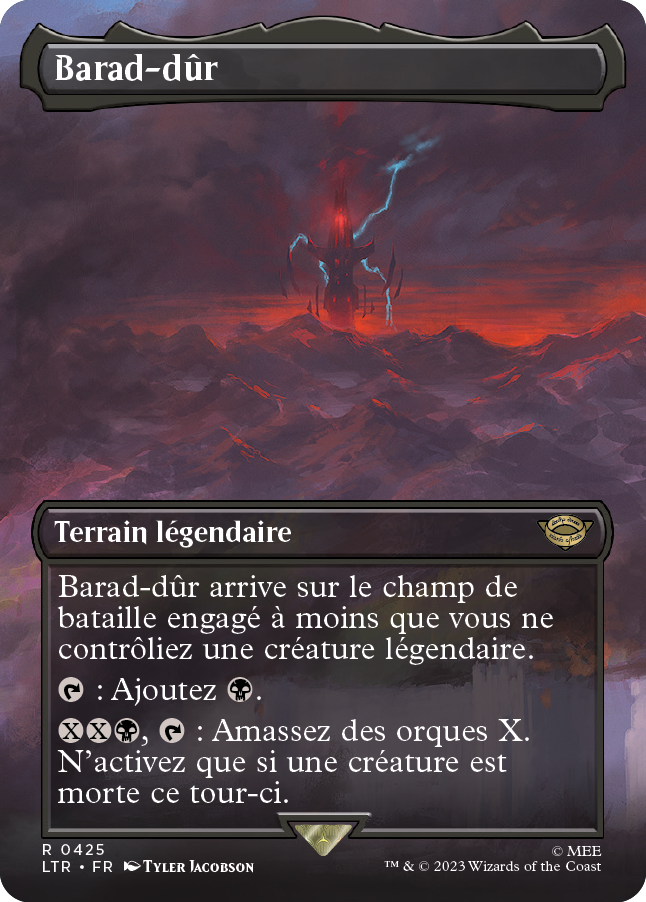 Barad-dûr
Terrain légendaire
Barad-dûr arrive sur le champ de
bataille engagé à moins que vous ne
contrôliez une créature légendaire.
: Ajoutez .
XX, : Amassez des orques X.
N'activez que si une créature est
morte ce tour-ci.
R 0425
LTR • FR Tyler Jacobson
© MEE
™ & © 2023 Wizards of the Coast